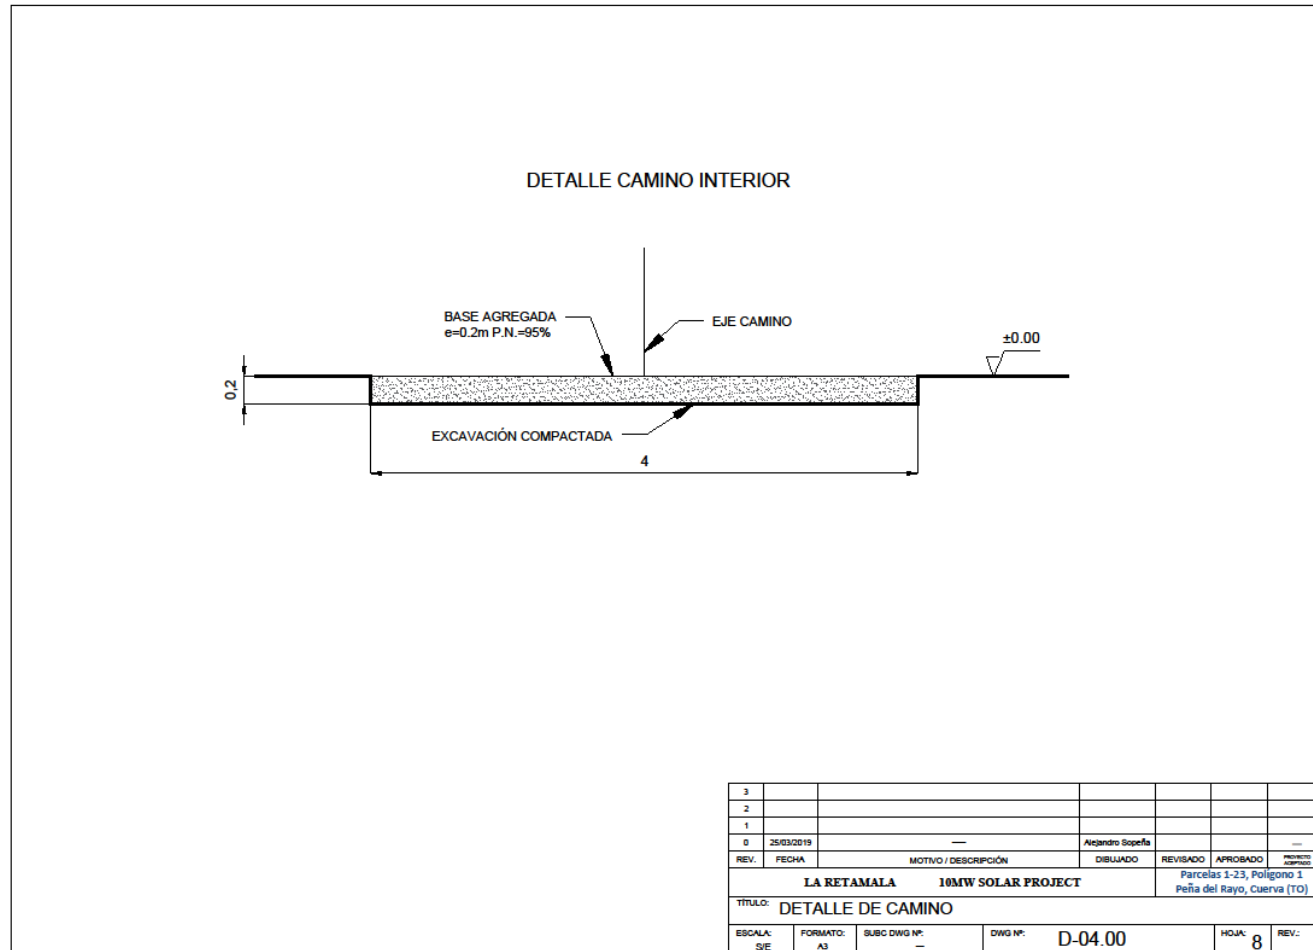 DETALLE CAMINO INTERIOR
BASE AGREGADA
e=0.2m P.N.=95%
EJE CAMINO
±0.00
0,2
EXCAVACIÓN COMPACTADA
4
3
2
1
0 25/03/2019 — Alejandro Sopeña —
REV. FECHA MOTIVO / DESCRIPCIÓN DIBUJADO REVISADO APROBADO PROYECTO ACEPTADO
LA RETAMALA 10MW SOLAR PROJECT
Parcelas 1-23, Polígono 1
Peña del Rayo, Cuerva (TO)
TÍTULO: DETALLE DE CAMINO
ESCALA: FORMATO: SUBC DWG Nº: DWG Nº: D-04.00 HOJA: 8 REV.:
S/E A3 —